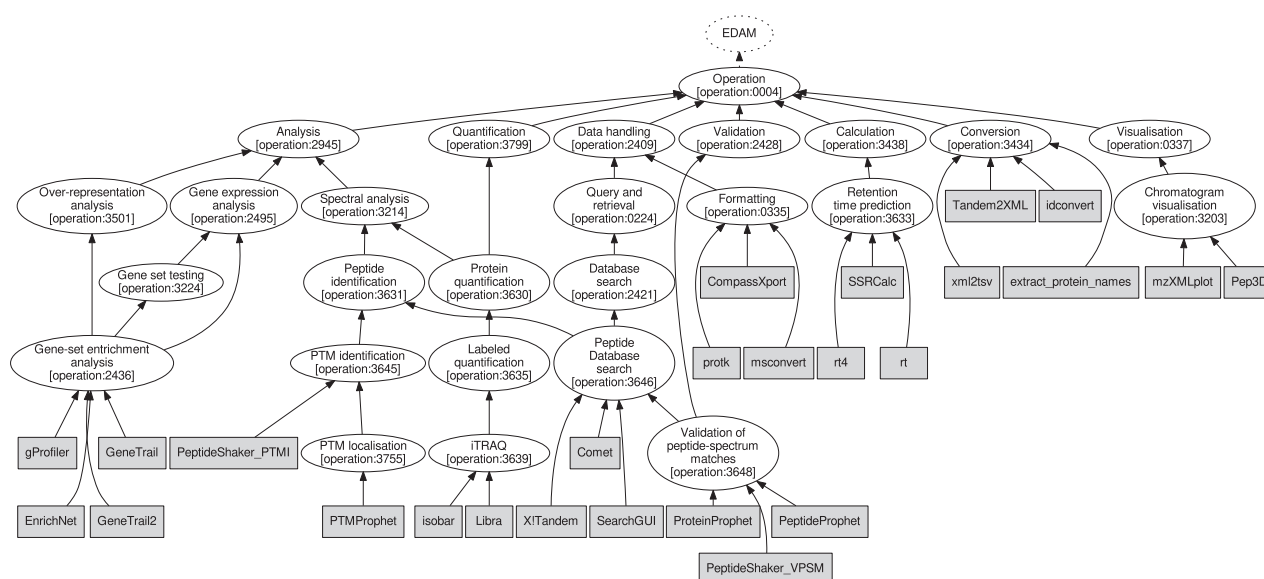 EDAM
Operation
[operation:0004]
Analysis
[operation:2945]
Quantification
[operation:3799]
Data handling
[operation:2409]
Validation
[operation:2428]
Calculation
[operation:3438]
Conversion
[operation:3434]
Visualisation
[operation:0337]
Over-representation
analysis
[operation:3501]
Gene expression
analysis
[operation:2495]
Spectral analysis
[operation:3214]
Query and
retrieval
[operation:0224]
Formatting
[operation:0335]
Retention
time prediction
[operation:3633]
Tandem2XML
idconvert
Chromatogram
visualisation
[operation:3203]
Gene set testing
[operation:3224]
Peptide
identification
[operation:3631]
Protein
quantification
[operation:3630]
Database
search
[operation:2421]
CompassXport
SSRCalc
xml2tsv
extract_protein_names
mzXMLplot
Pep3D
Gene-set enrichment
analysis
[operation:2436]
PTM identification
[operation:3645]
Labeled
quantification
[operation:3635]
Peptide
Database
search
[operation:3646]
protk
msconvert
rt4
rt
gProfiler
GeneTrail
PeptideShaker_PTMI
PTM localisation
[operation:3755]
iTRAQ
[operation:3639]
Comet
Validation of
peptide-spectrum
matches
[operation:3648]
EnrichNet
GeneTrail2
PTMProphet
isobar
Libra
X!Tandem
SearchGUI
ProteinProphet
PeptideProphet
PeptideShaker_VPSM